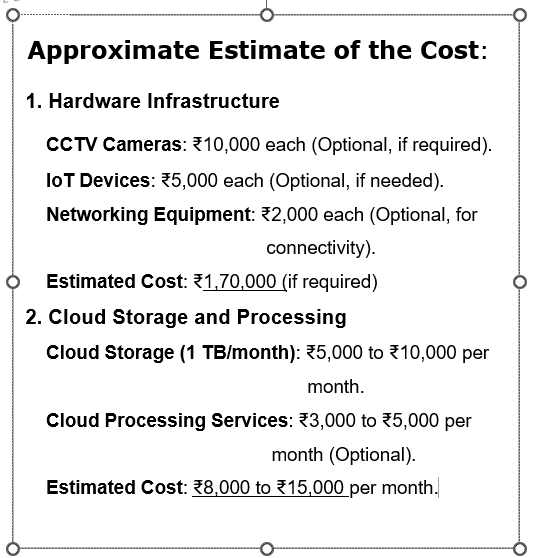 Approximate Estimate of the Cost:
1. Hardware Infrastructure
CCTV Cameras: ₹10,000 each (Optional, if required).
IoT Devices: ₹5,000 each (Optional, if needed).
Networking Equipment: ₹2,000 each (Optional, for
connectivity).
Estimated Cost: ₹1,70,000 (if required)
2. Cloud Storage and Processing
Cloud Storage (1 TB/month): ₹5,000 to ₹10,000 per
month.
Cloud Processing Services: ₹3,000 to ₹5,000 per
month (Optional).
Estimated Cost: ₹8,000 to ₹15,000 per month.